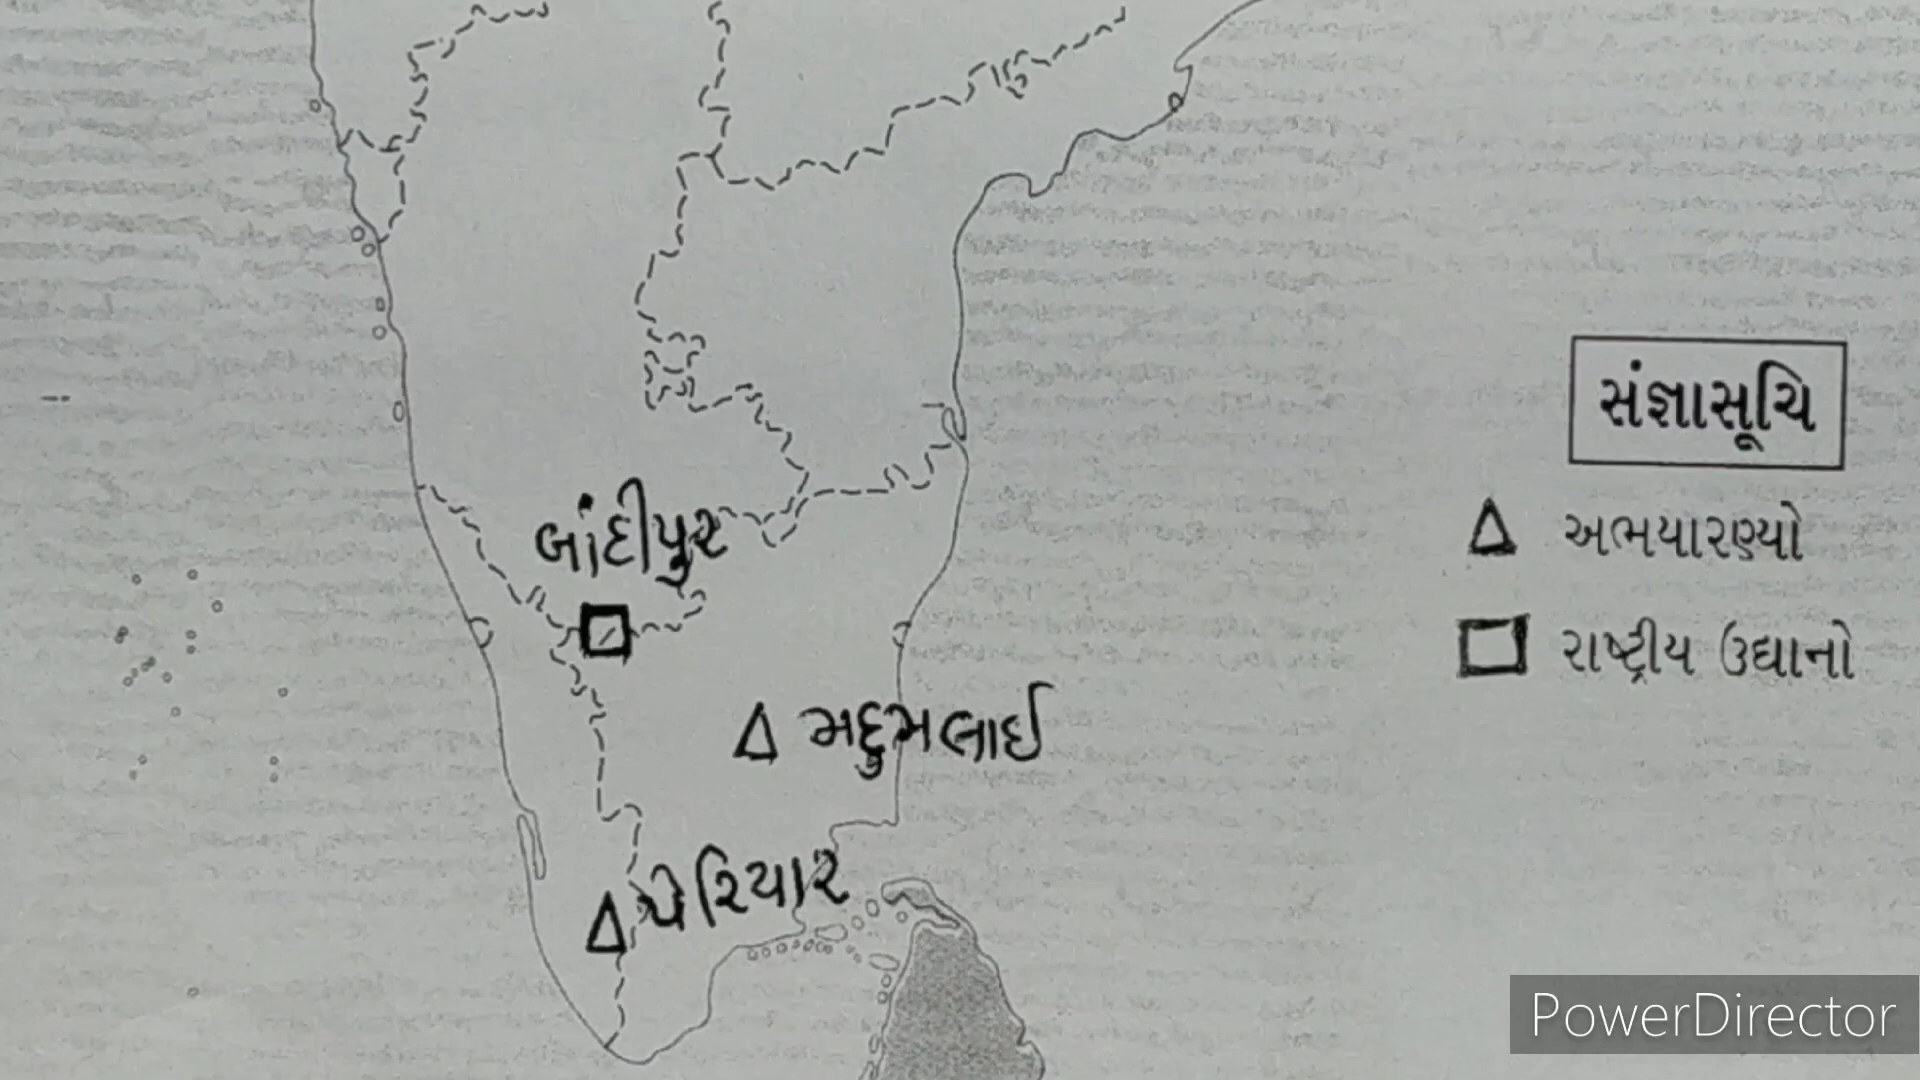 બાંદીપુર
મદુમલાઈ
પેરિયાર
સંજ્ઞાસૂચિ
અભયારણ્યો
રાષ્ટ્રીય ઉદ્યાનો
PowerDirector